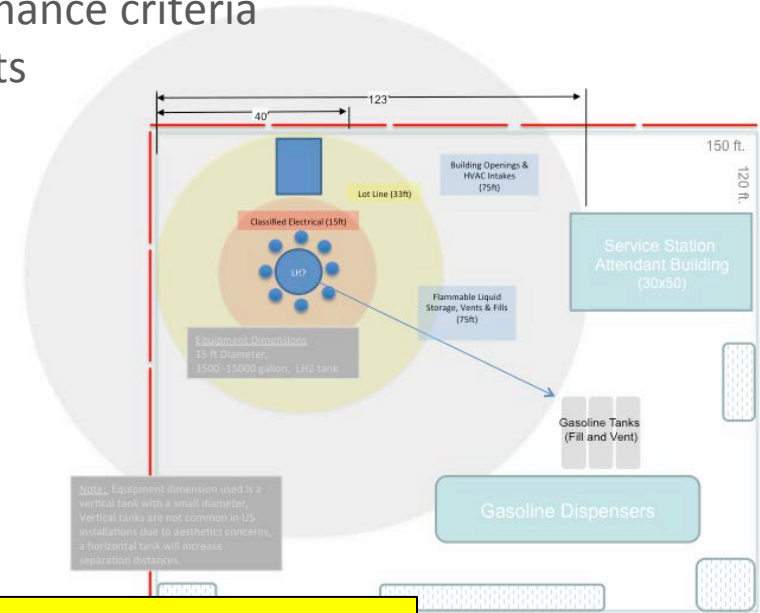 mance criteria
ts
123'
40'
150 ft.
120 ft.
Building Openings &
HVAC Intakes
(75ft)
Lot Line (33ft)
Classified Electrical (15ft)
Service Station
Attendant Building
(30x50)
LH2
Flammable Liquid
Storage, Vents & Fills
(75ft)
Equipment Dimensions
15 ft Diameter,
3500 -15000 gallon, LH2 tank
Gasoline Tanks
(Fill and Vent)
Note: Equipment dimension used is a
vertical tank with a small diameter,
Vertical tanks are not common in US
installations due to aesthetics concerns,
a horizontal tank will increase
separation distances.
Gasoline Dispensers